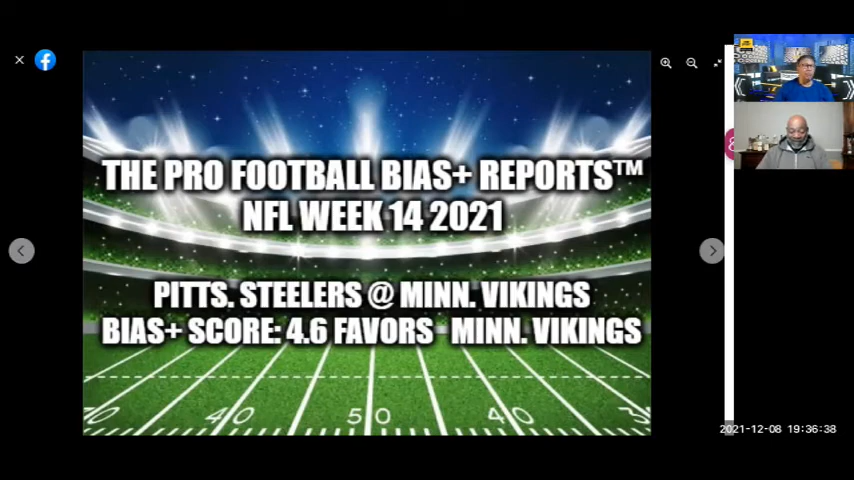 THE PRO FOOTBALL BIAS+ REPORTS™
NFL WEEK 14 2021
PITTS. STEELERS @ MINN. VIKINGS
BIAS+ SCORE: 4.6 FAVORS MINN. VIKINGS
40
50
40
2021-12-08 19:36:38